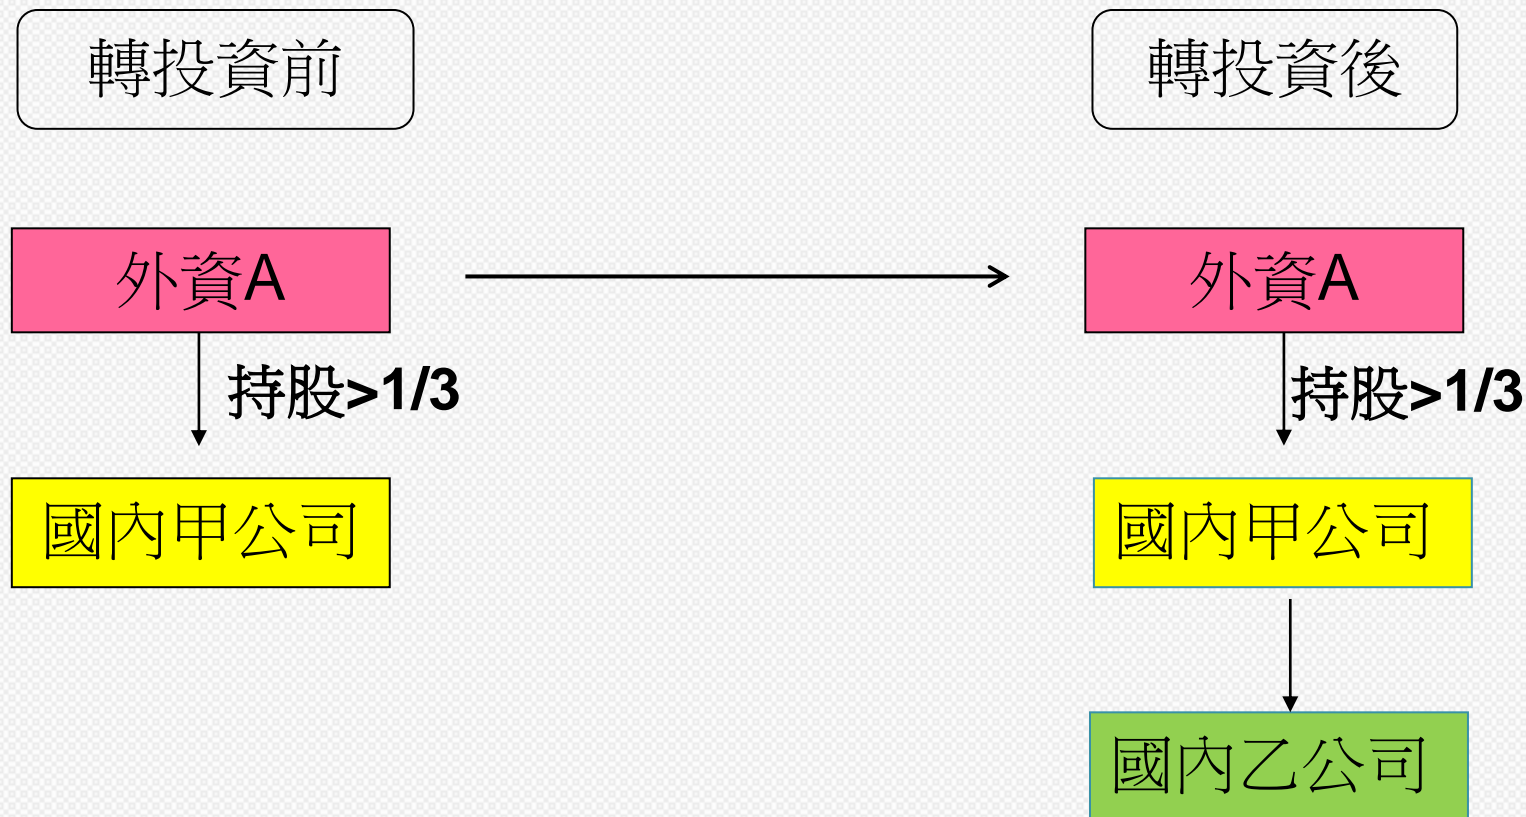 轉投資前
轉投資後
外資A
外資A
持股>1/3
持股>1/3
國內甲公司
國內甲公司
國內乙公司